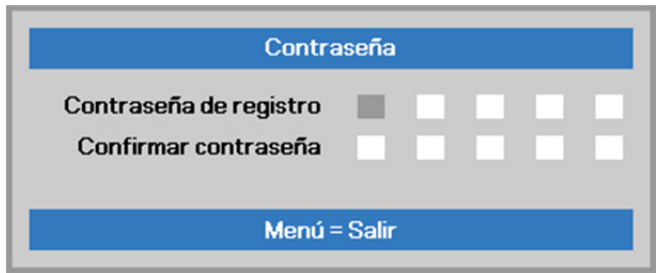 Contraseña
Contraseña de registro
Confirmar contraseña
Menú = Salir